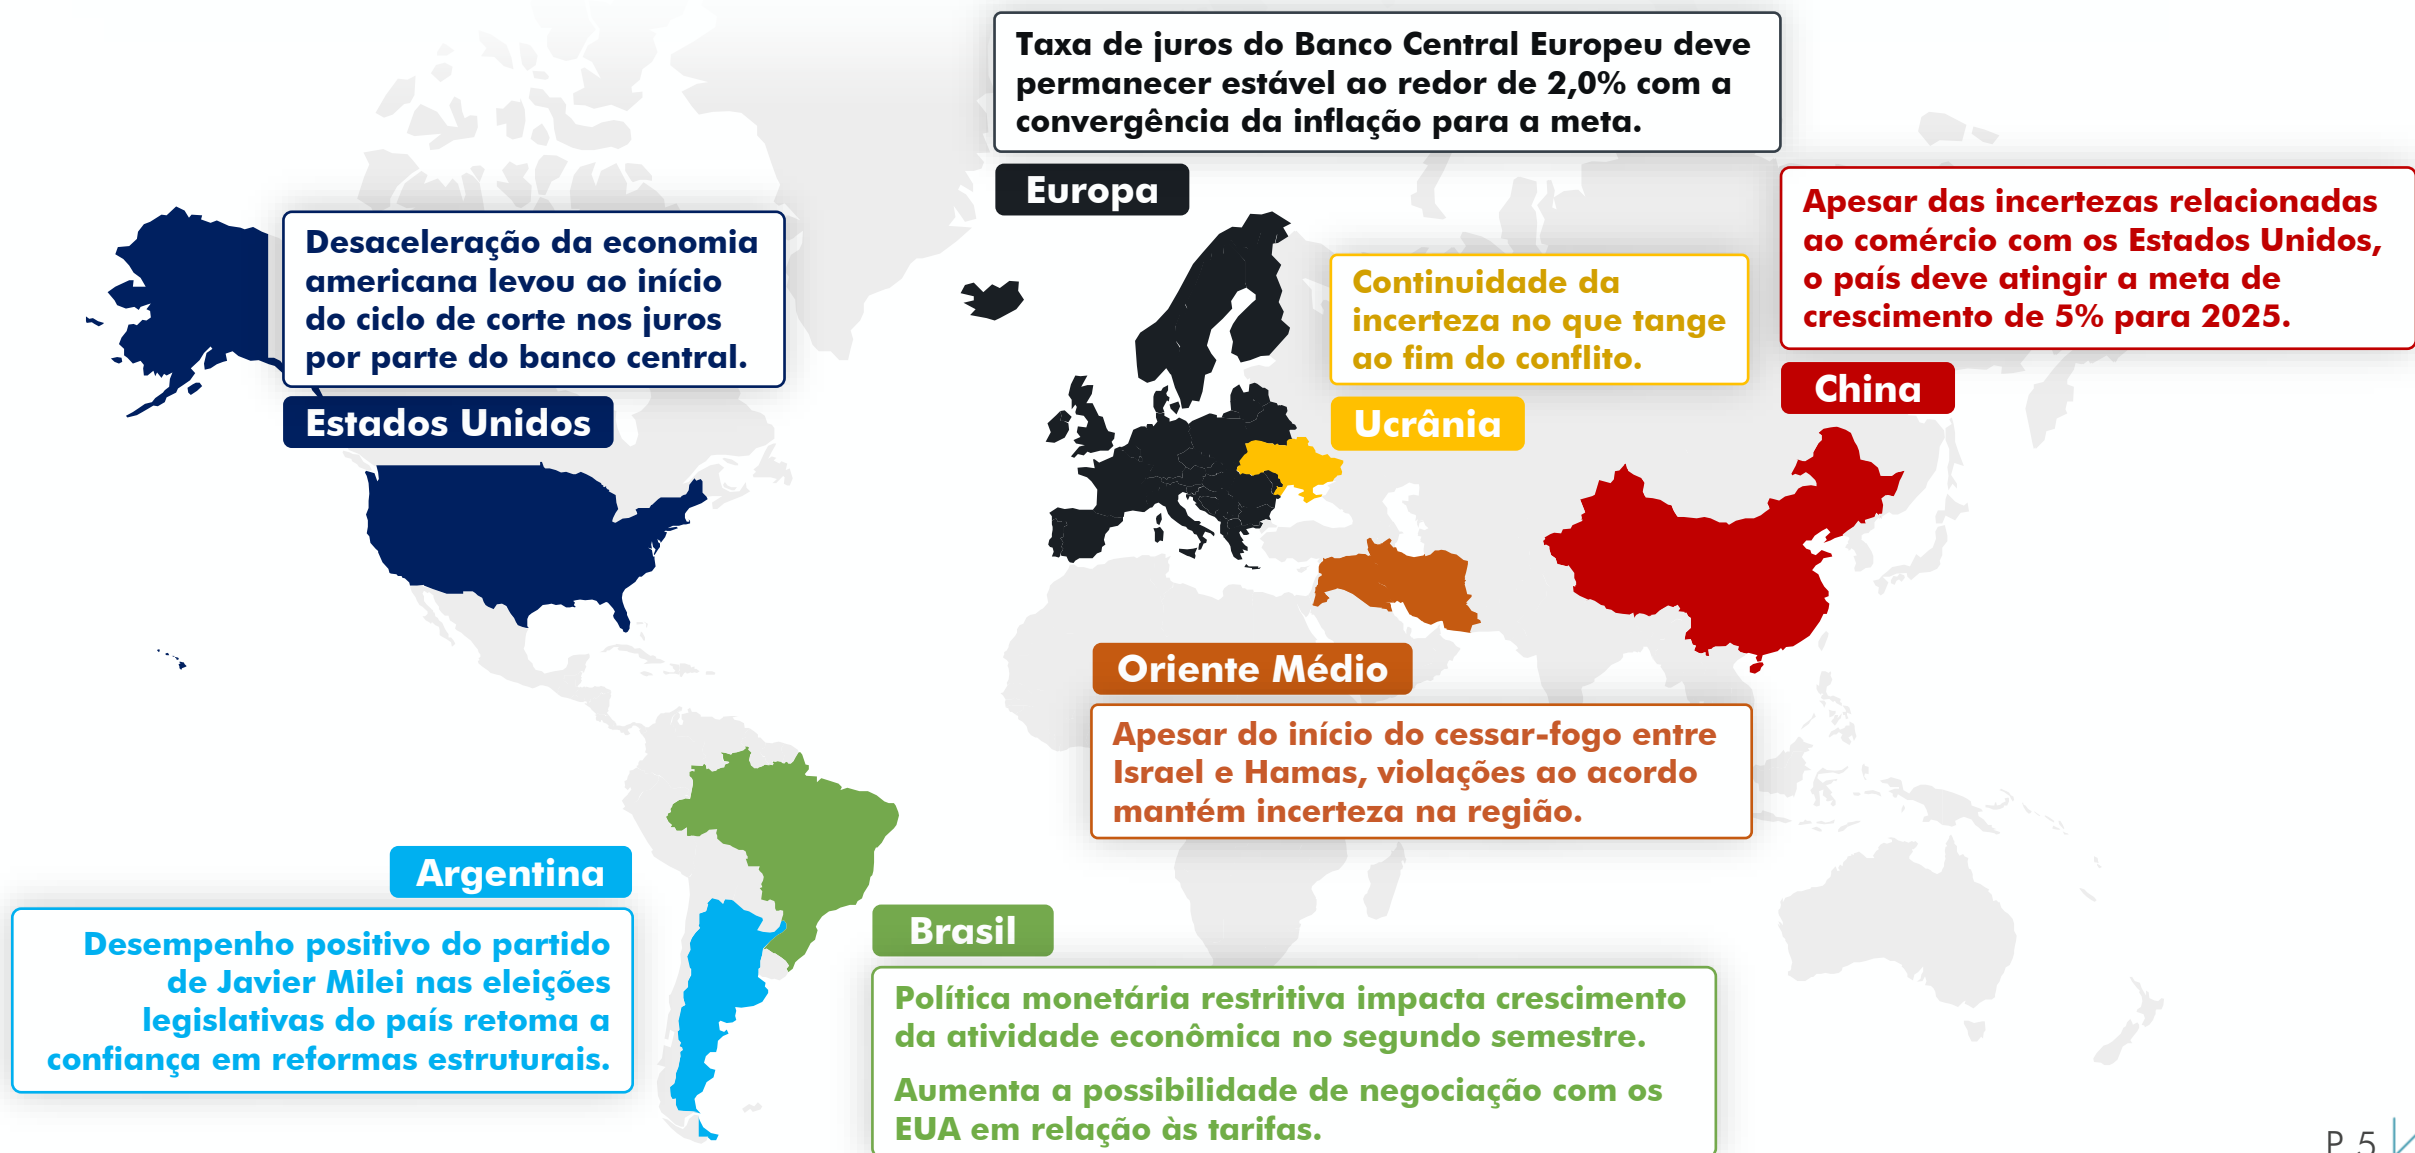 Taxa de juros do Banco Central Europeu deve
permanecer estável ao redor de 2,0% com a
convergência da inflação para a meta.
Europa
Desaceleração da economia
americana levou ao início
do ciclo de corte nos juros
por parte do banco central.
Estados Unidos
Continuidade da
incerteza no que tange
ao fim do conflito.
Ucrânia
Apesar das incertezas relacionadas
ao comércio com os Estados Unidos,
o país deve atingir a meta de
crescimento de 5% para 2025.
China
Oriente Médio
Apesar do início do cessar-fogo entre
Israel e Hamas, violações ao acordo
mantém incerteza na região.
Argentina
Desempenho positivo do partido
de Javier Milei nas eleições
legislativas do país retoma a
confiança em reformas estruturais.
Brasil
Política monetária restritiva impacta crescimento
da atividade econômica no segundo semestre.
Aumenta a possibilidade de negociação com os
EUA em relação às tarifas.
P. 5